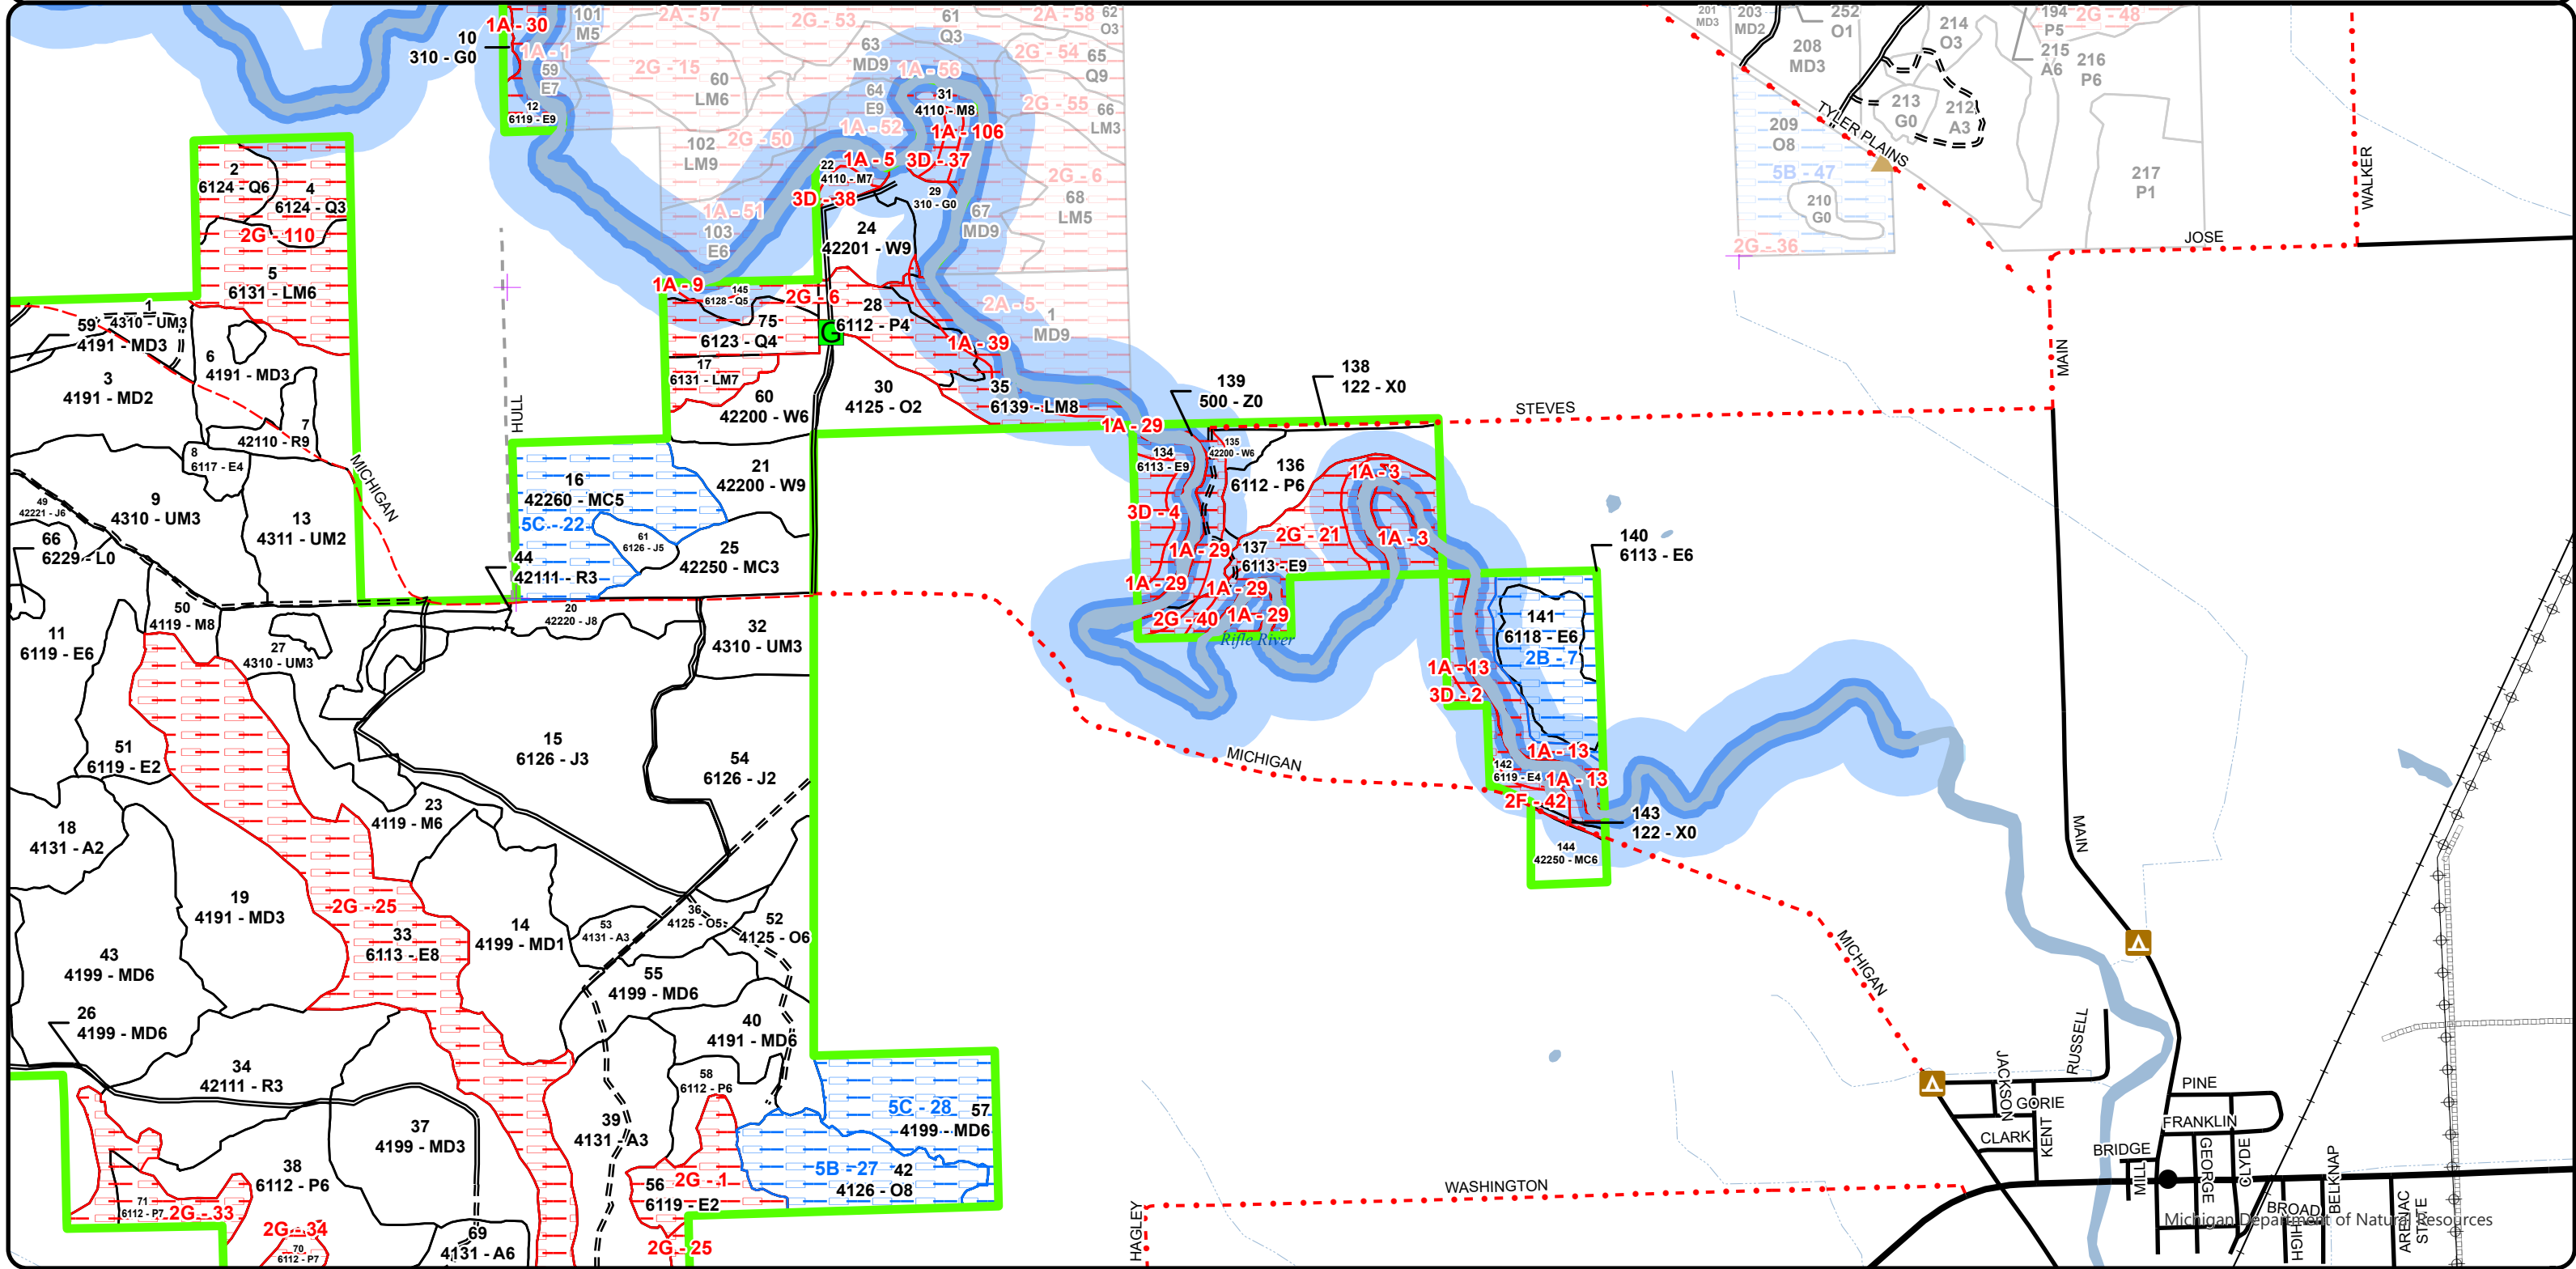 1A - 30
10
310 - G0
1A - 1
59
E7
12
6119 - E9
101
M5
2A - 57
2G - 53
61
Q3
2A - 58
62
O3
63
MD9
2G - 54
65
Q9
2G - 15
60
LM6
1A - 56
64
E9
31
4110 - M8
2G - 55
66
LM3
1A - 52
1A - 106
102
LM9
2G - 50
22
4110 - M7
1A - 5
3D - 37
3D - 38
29
310 - G0
2G - 6
68
LM5
1A - 51
103
E6
67
MD9
24
42201 - W9
201
MD3
203
MD2
252
O1
208
MD3
214
O3
194
P5
2G - 48
215
A6
216
P6
213
G0
212
A3
TYLER PLAINS
209
O8
5B - 47
210
G0
217
P1
2G - 36
WALKER
JOSE
2
6124 - Q6
4
6124 - Q3
2G - 110
5
6131 - LM6
1
4310 - UM3
59
4191 - MD3
6
4191 - MD3
3
4191 - MD2
7
42110 - R9
8
6117 - E4
MICHIGAN
HULL
1A - 9
145
6128 - Q5
2G - 6
28
6112 - P4
75
6123 - Q4
G
17
6131 - LM7
60
42200 - W6
30
4125 - O2
1A - 39
35
6139 - LM8
2A - 5
1
MD9
139
500 - Z0
138
122 - X0
STEVES
MAIN
1A - 29
134
6113 - E9
135
42200 - W6
136
6112 - P6
1A - 3
3D - 4
2G - 21
1A - 3
1A - 29
137
6113 - E9
1A - 29
1A - 29
2G - 40
1A - 29
Rifle River
140
6113 - E6
141
6118 - E6
2B - 7
1A - 13
3D - 2
1A - 13
142
6119 - E4
1A - 13
2F - 42
143
122 - X0
144
42250 - MC6
MICHIGAN
MAIN
49
42221 - J6
9
4310 - UM3
13
4311 - UM2
66
6229 - L0
16
42260 - MC5
5C - 22
21
42200 - W9
61
6126 - J5
25
42250 - MC3
44
42111 - R3
20
42220 - J8
50
4119 - M8
11
6119 - E6
27
4310 - UM3
32
4310 - UM3
15
6126 - J3
54
6126 - J2
51
6119 - E2
18
4131 - A2
23
4119 - M6
19
4191 - MD3
2G - 25
33
6113 - E8
14
4199 - MD1
53
4131 - A3
36
4125 - O5
52
4125 - O6
43
4199 - MD6
55
4199 - MD6
26
4199 - MD6
40
4191 - MD6
34
42111 - R3
58
6112 - P6
5C - 28
57
4199 - MD6
37
4199 - MD3
39
4131 - A3
38
6112 - P6
5B - 27
42
4126 - O8
56
6119 - E2
2G - 1
71
6112 - P7
2G - 33
2G - 34
70
6112 - P7
69
4131 - A6
2G - 25
MICHIGAN
RUSSELL
JACKSON
GORIE
KENT
CLARK
PINE
FRANKLIN
BRIDGE
MILL
GEORGE
CLYDE
BELKNAP
BROAD
HIGH
ARENAC STATE
WASHINGTON
HAGLEY
Michigan Department of Natural Resources